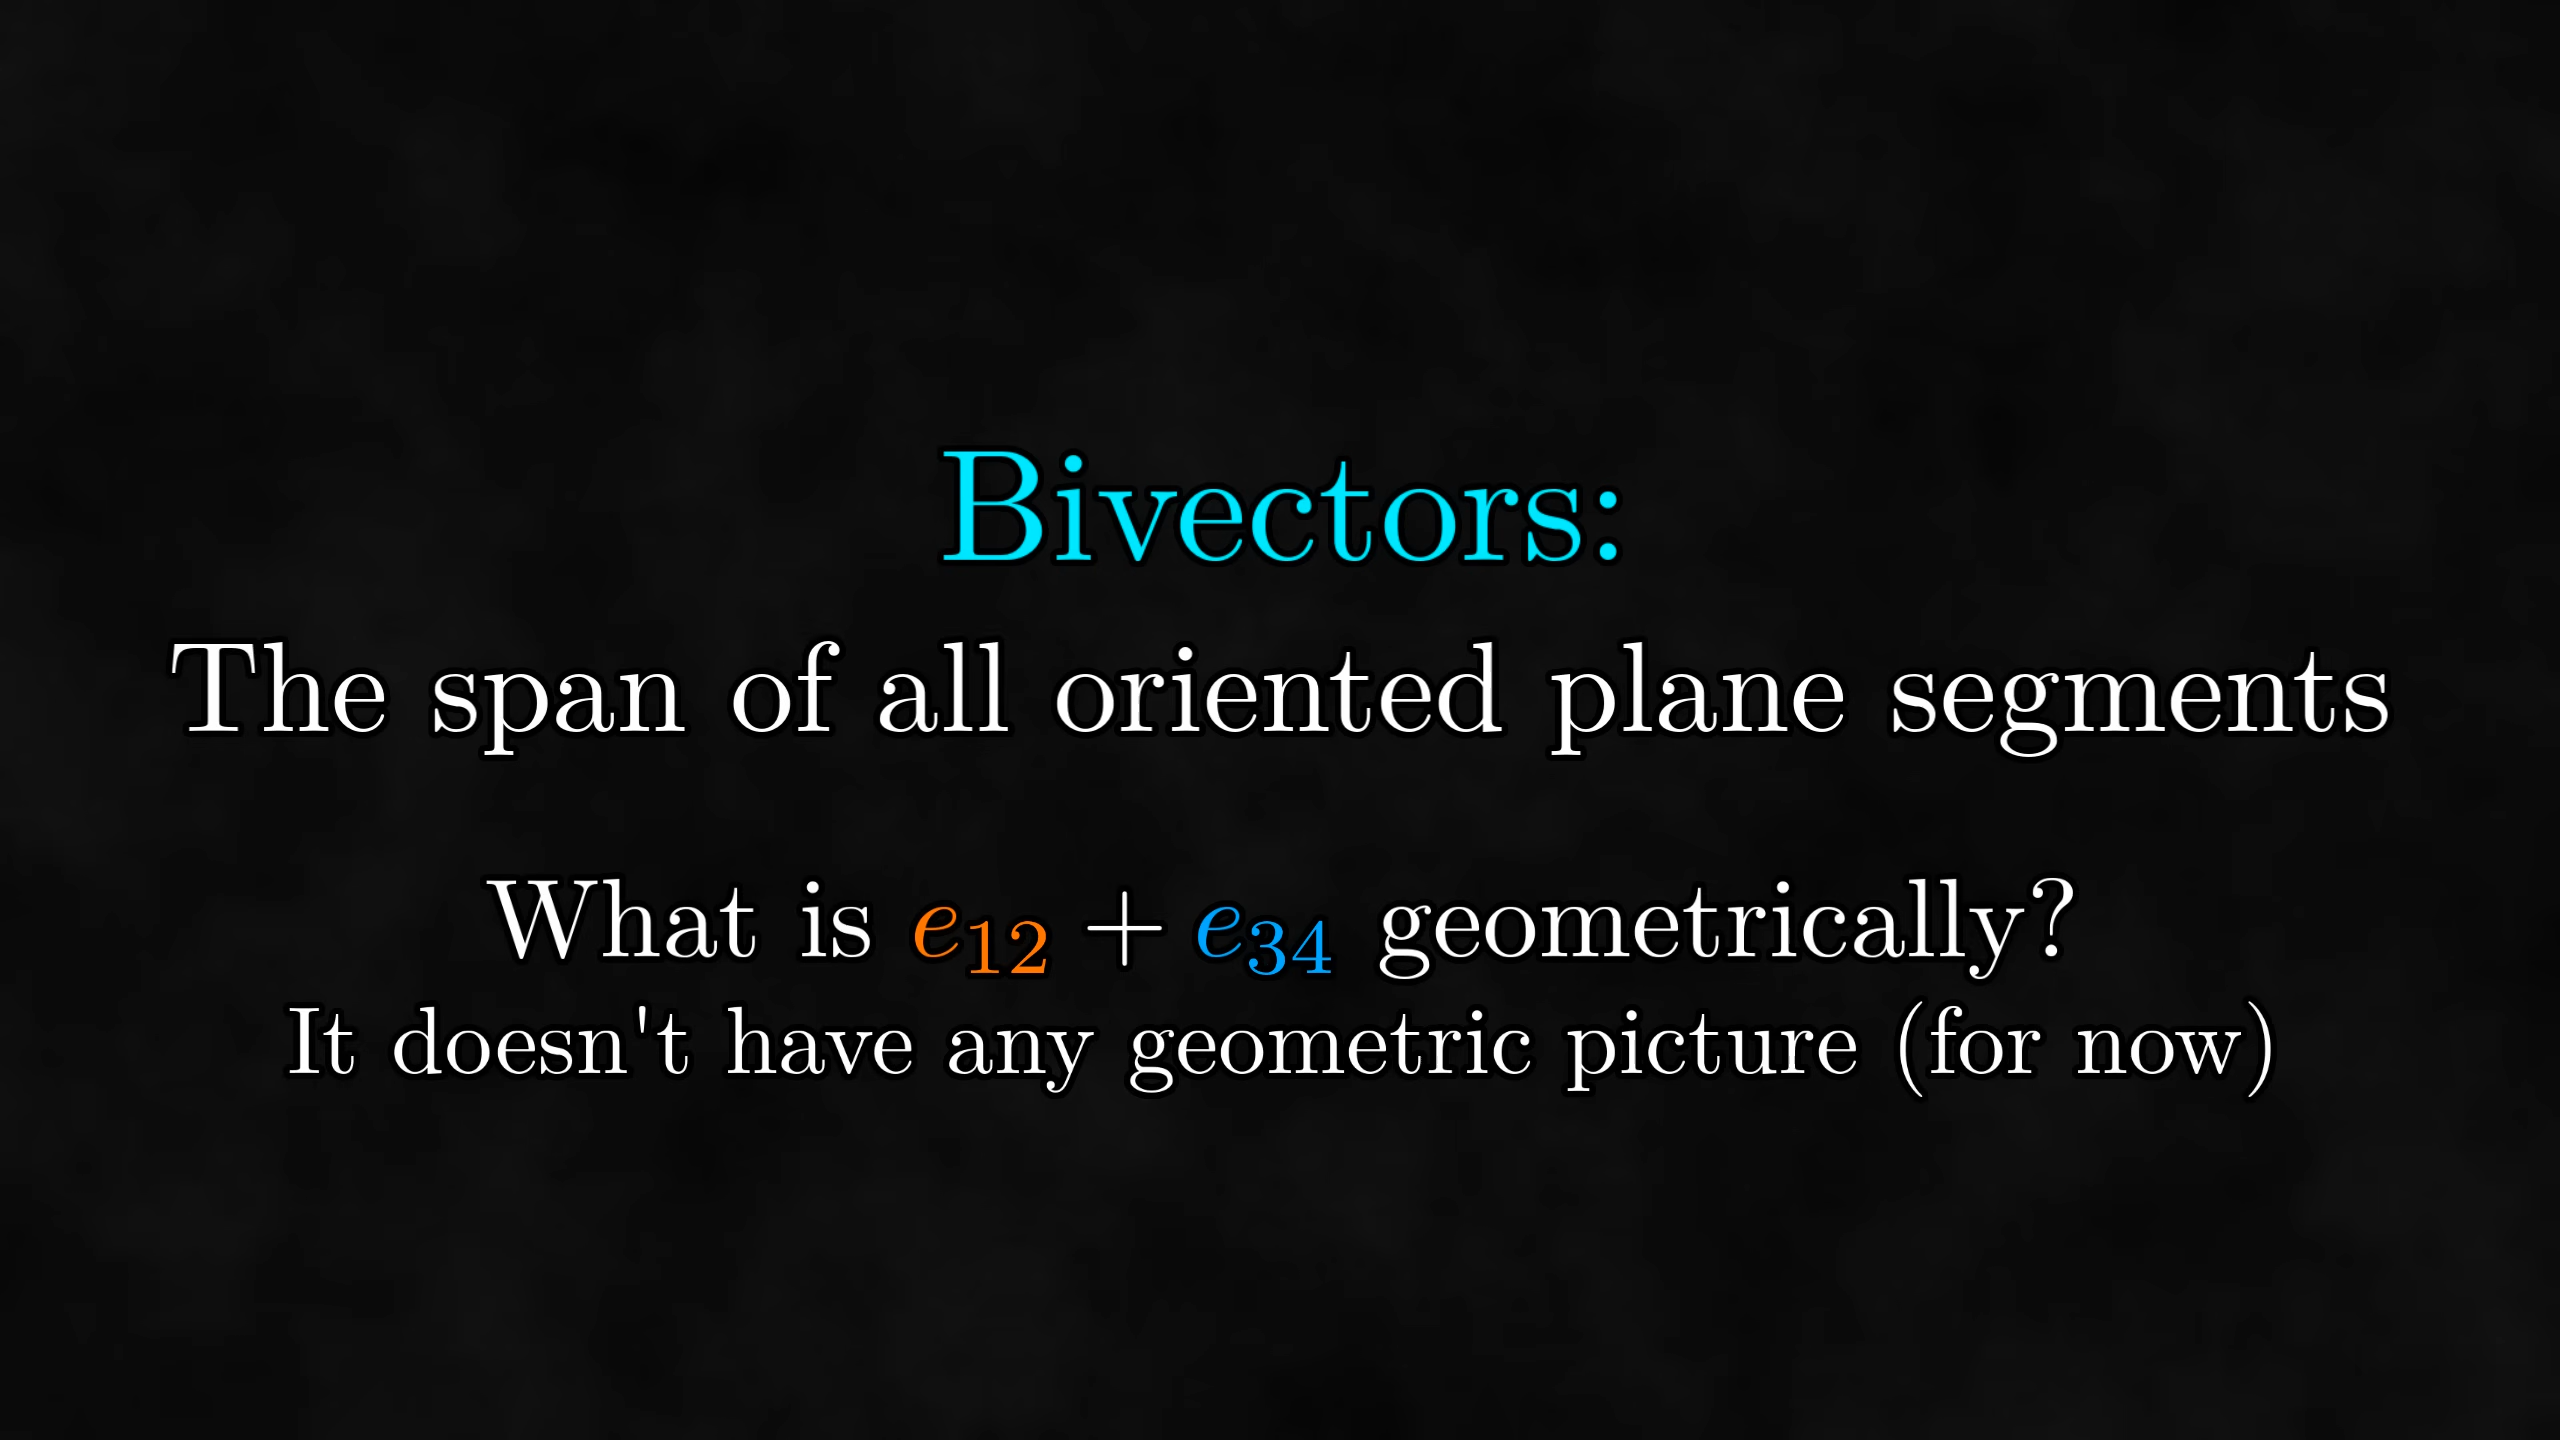 Bivectors:
The span of all oriented plane segments
What is e₁₂ + e₃₄ geometrically?
It doesn't have any geometric picture (for now)